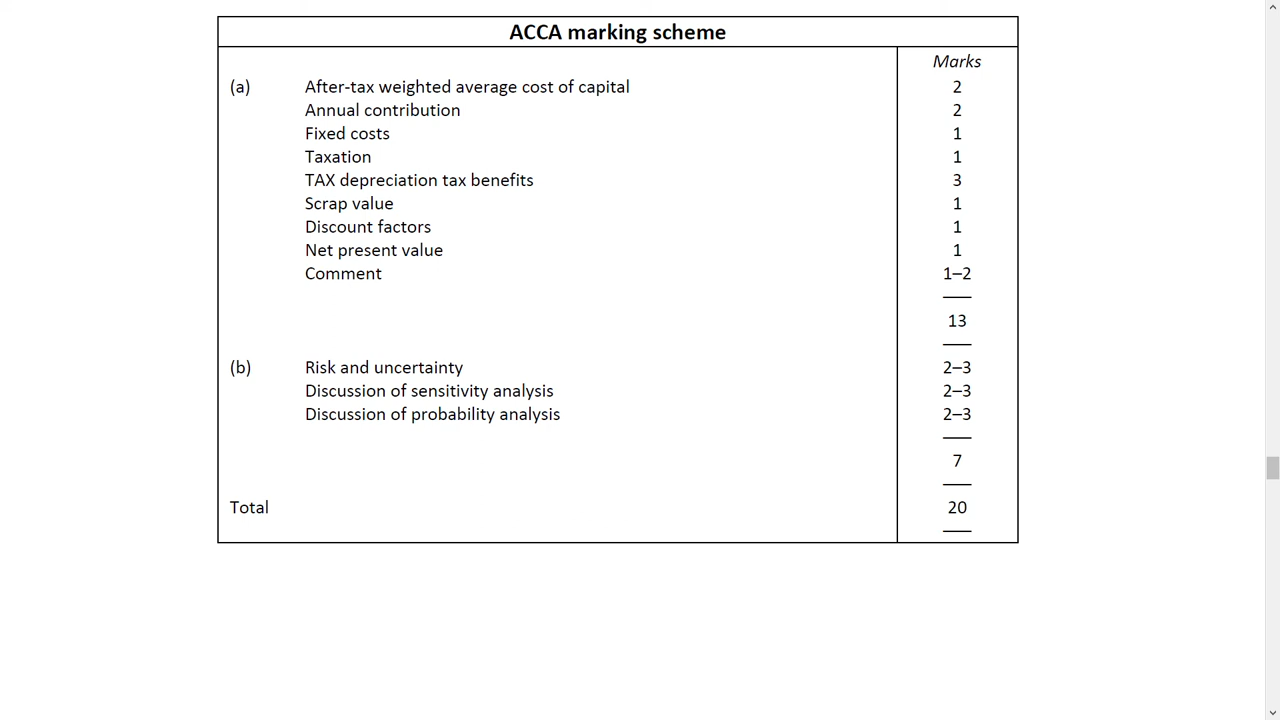 ACCA marking scheme
Marks
(a) After-tax weighted average cost of capital 2
Annual contribution 2
Fixed costs 1
Taxation 1
TAX depreciation tax benefits 3
Scrap value 1
Discount factors 1
Net present value 1
Comment 1–2
13
(b) Risk and uncertainty 2–3
Discussion of sensitivity analysis 2–3
Discussion of probability analysis 2–3
7
Total 20